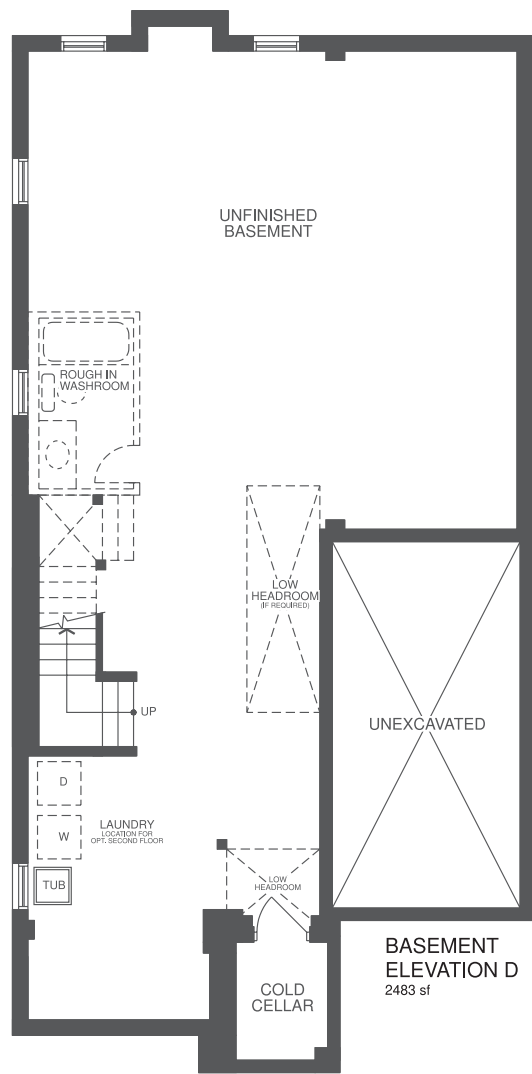 UNFINISHED
BASEMENT
ROUGH IN
WASHROOM
LOW
HEADROOM
(IF REQUIRED)
UP
UNEXCAVATED
D
W
TUB
LAUNDRY
LOCATION FOR
OPT. SECOND FLOOR
LOW
HEADROOM
COLD
CELLAR
BASEMENT
ELEVATION D
2483 sf